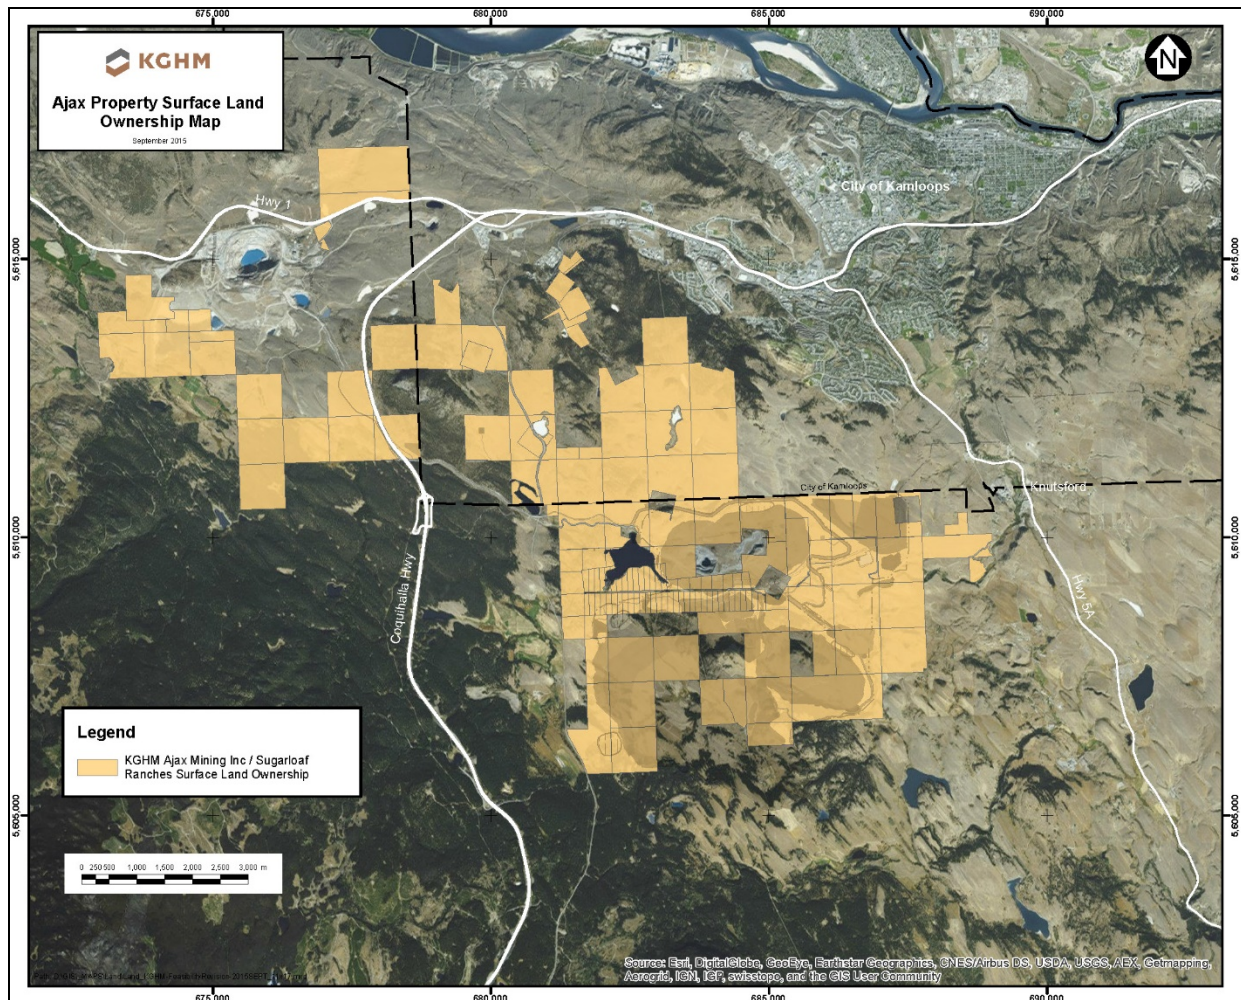 675,000 680,000 685,000 690,000
KGHM
Ajax Property Surface Land
Ownership Map
September 2015
N
City of Kamloops
Hwy 1
5,615,000
5,615,000
City of Kamloops
Knutsford
5,610,000
5,610,000
Coquihalla Hwy
Hwy 5A
Legend
KGHM Ajax Mining Inc / Sugarloaf
Ranches Surface Land Ownership
5,605,000
5,605,000
0 250 500 1,000 1,500 2,000 2,500 3,000 m
Source: Esri, DigitalGlobe, GeoEye, Earthstar Geographics, CNES/Airbus DS, USDA, USGS, AEX, Getmapping,
Aerogrid, IGN, IGP, swisstopo, and the GIS User Community
675,000 680,000 685,000 690,000